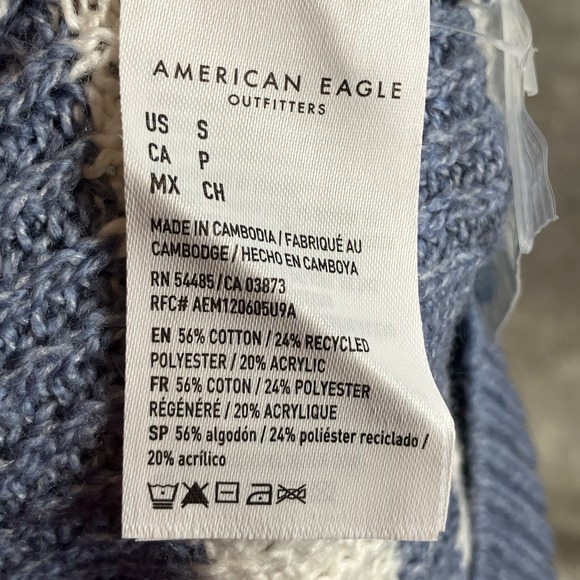 AMERICAN EAGLE
OUTFITTERS
US S
CA P
MX CH
MADE IN CAMBODIA / FABRIQUÉ AU
CAMBODGE / HECHO EN CAMBOYA
RN 54485/CA 03873
RFC# AEM120605U9A
EN 56% COTTON / 24% RECYCLED
POLYESTER / 20% ACRYLIC
FR 56% COTON / 24% POLYESTER
RÉGÉNÉRÉ / 20% ACRYLIQUE
SP 56% algodón / 24% poliéster reciclado /
20% acrílico